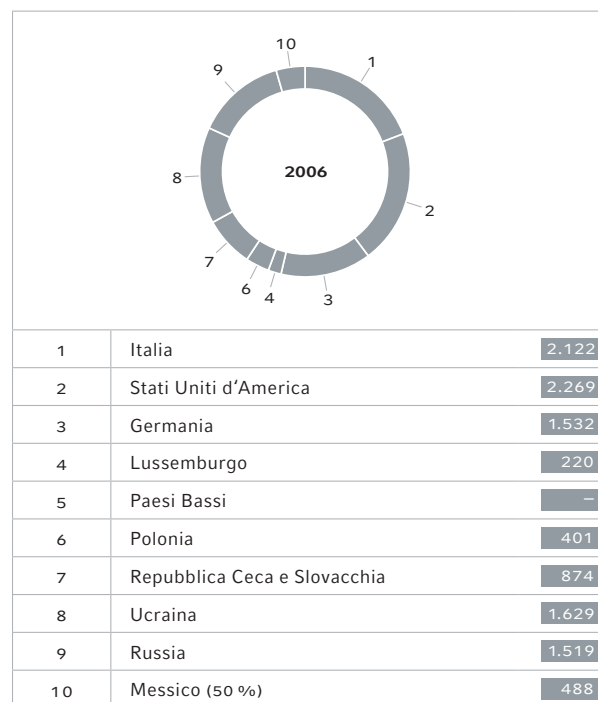 10
1
9
2006
8
2
7
6
4
3
1 Italia 2.122
2 Stati Uniti d’America 2.269
3 Germania 1.532
4 Lussemburgo 220
5 Paesi Bassi –
6 Polonia 401
7 Repubblica Ceca e Slovacchia 874
8 Ucraina 1.629
9 Russia 1.519
10 Messico (50 %) 488